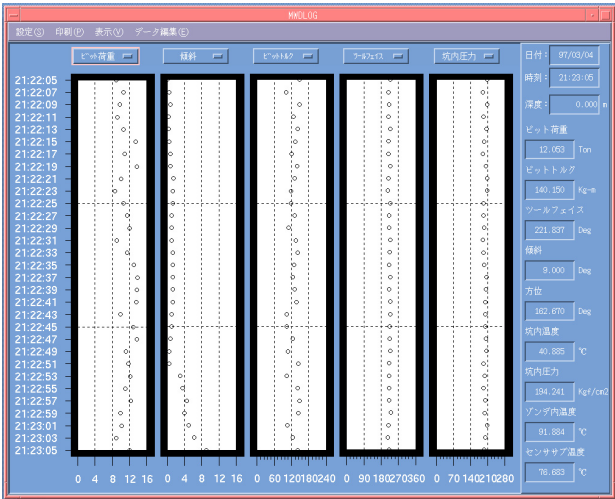 MWDLOG
設定(S) 印刷(P) 表示(V) データ編集(E)
ビット荷重 傾斜 ビットトルク ツールフェイス 坑内圧力
日付: 97/03/04
時刻: 21:23:05
深度: 0.000 m
ビット荷重
12.053 Ton
ビットトルク
140.150 Kg-m
ツールフェイス
221.837 Deg
傾斜
9.000 Deg
方位
162.670 Deg
坑内温度
40.885 ℃
坑内圧力
194.241 Kgf/cm2
ゾンデ内温度
91.884 ℃
センササブ温度
76.683 ℃
21:22:05
21:22:07
21:22:09
21:22:11
21:22:13
21:22:15
21:22:17
21:22:19
21:22:21
21:22:23
21:22:25
21:22:27
21:22:29
21:22:31
21:22:33
21:22:35
21:22:37
21:22:39
21:22:41
21:22:43
21:22:45
21:22:47
21:22:49
21:22:51
21:22:53
21:22:55
21:22:57
21:22:59
21:23:01
21:23:03
21:23:05
0 4 8 12 16 0 4 8 12 16 0 60 120 180 240 0 90 180 270 360 0 70 140 210 280